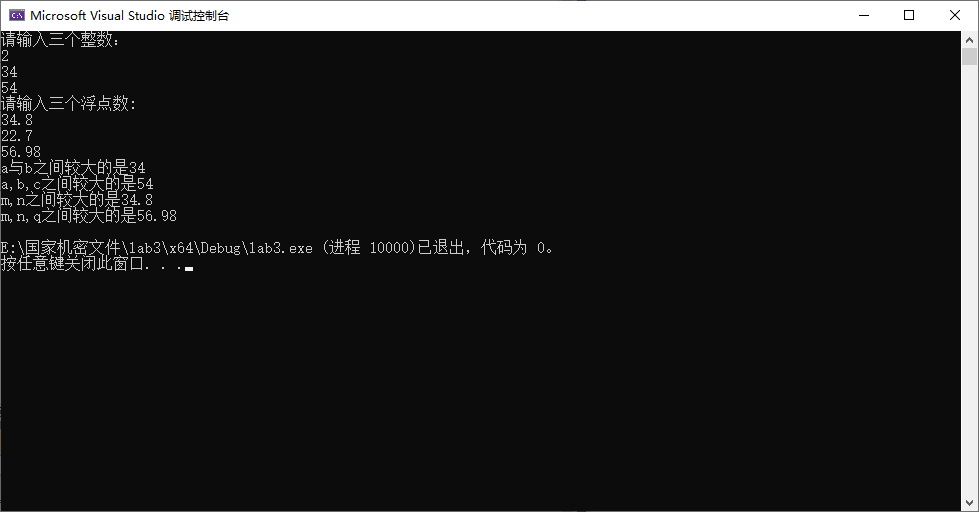 Microsoft Visual Studio 调试控制台
请输入三个整数：
2
34
54
请输入三个浮点数：
34.8
22.7
56.98
a与b之间较大的是34
a,b,c之间较大的是54
m,n之间较大的是34.8
m,n,q之间较大的是56.98
E:\国家机密文件\lab3\x64\Debug\lab3.exe (进程 10000)已退出，代码为 0。
按任意键关闭此窗口. . .